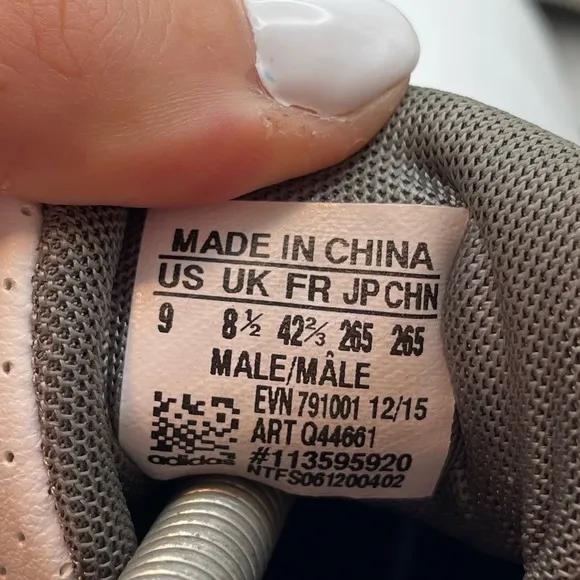 MADE IN CHINA
US UK FR JP CHN
9 8½ 42⅔ 265 265
MALE/MÂLE
EVN 791001 12/15
ART Q44661
#113595920
adidas
NTFS061200402